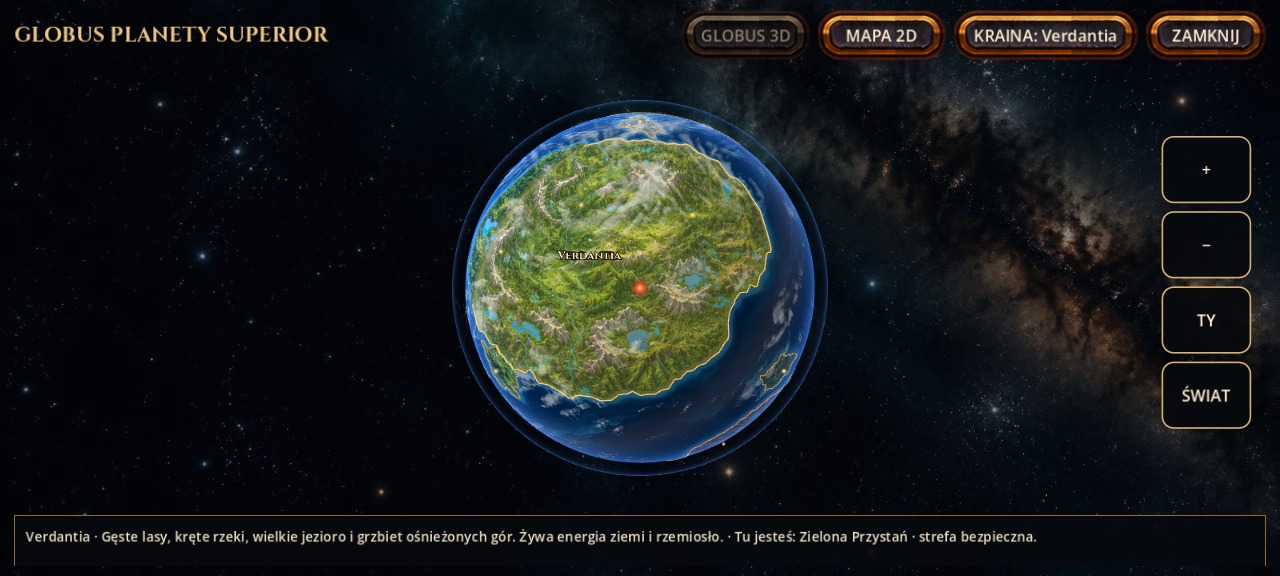 GLOBUS PLANETY SUPERIOR
GLOBUS 3D
MAPA 2D
KRAINA: Verdantia
ZAMKNIJ
+
−
TY
ŚWIAT
Verdantia
Verdantia · Gęste lasy, kręte rzeki, wielkie jezioro i grzbiet ośnieżonych gór. Żywa energia ziemi i rzemiosło. · Tu jesteś: Zielona Przystań · strefa bezpieczna.